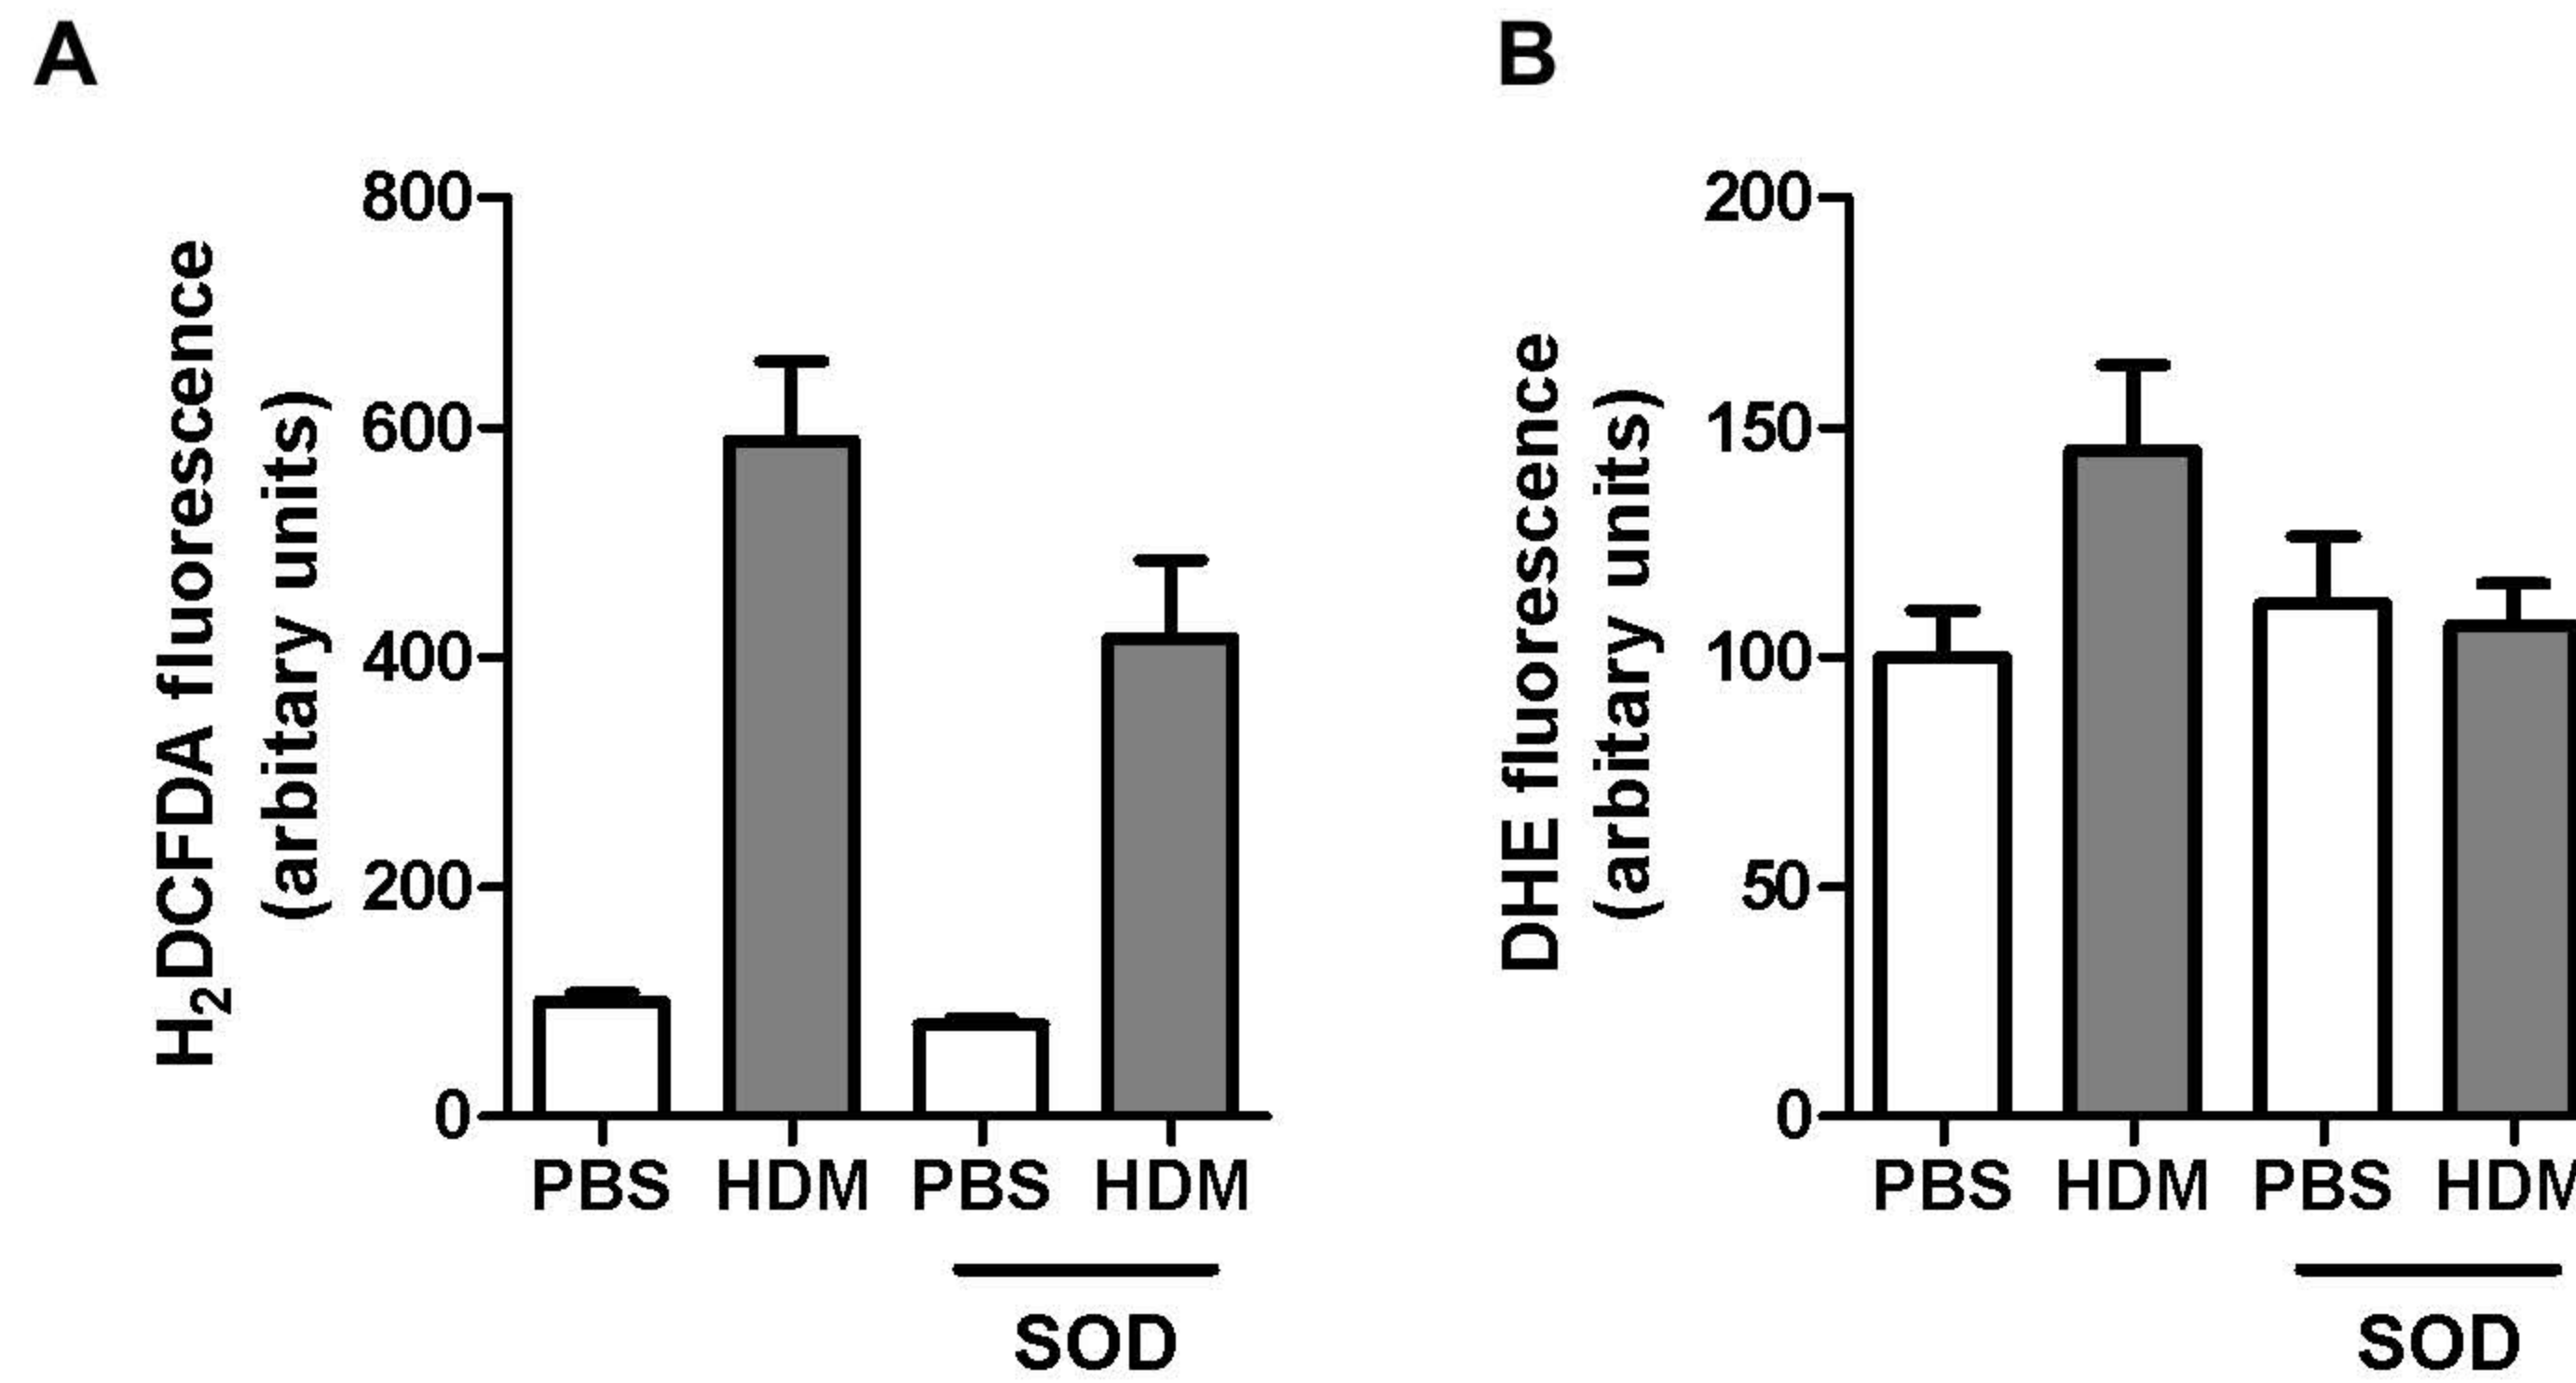 A
H₂DCFDA fluorescence
(arbitary units)
800
600
400
200
0
PBS HDM PBS HDM
SOD
B
DHE fluorescence
(arbitary units)
200
150
100
50
0
PBS HDM PBS HDM
SOD